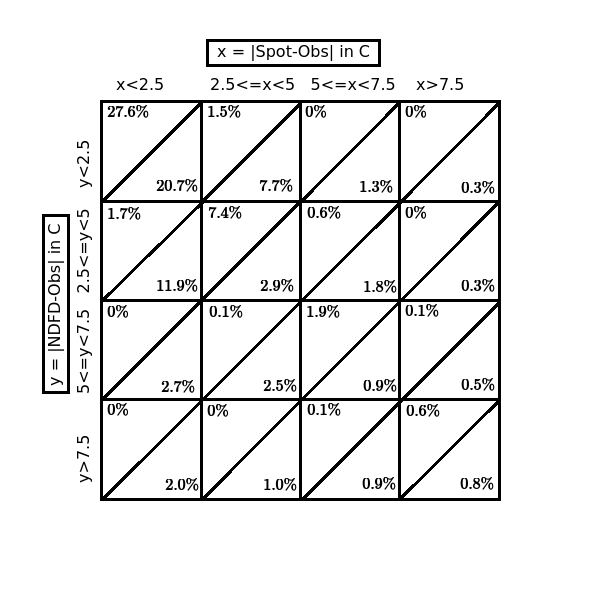 x = |Spot-Obs| in C
x<2.5 2.5<=x<5 5<=x<7.5 x>7.5
y = |NDFD-Obs| in C
y<2.5
27.6% 1.5% 0% 0%
20.7% 7.7% 1.3% 0.3%
2.5<=y<5
1.7% 7.4% 0.6% 0%
11.9% 2.9% 1.8% 0.3%
5<=y<7.5
0% 0.1% 1.9% 0.1%
2.7% 2.5% 0.9% 0.5%
y>7.5
0% 0% 0.1% 0.6%
2.0% 1.0% 0.9% 0.8%